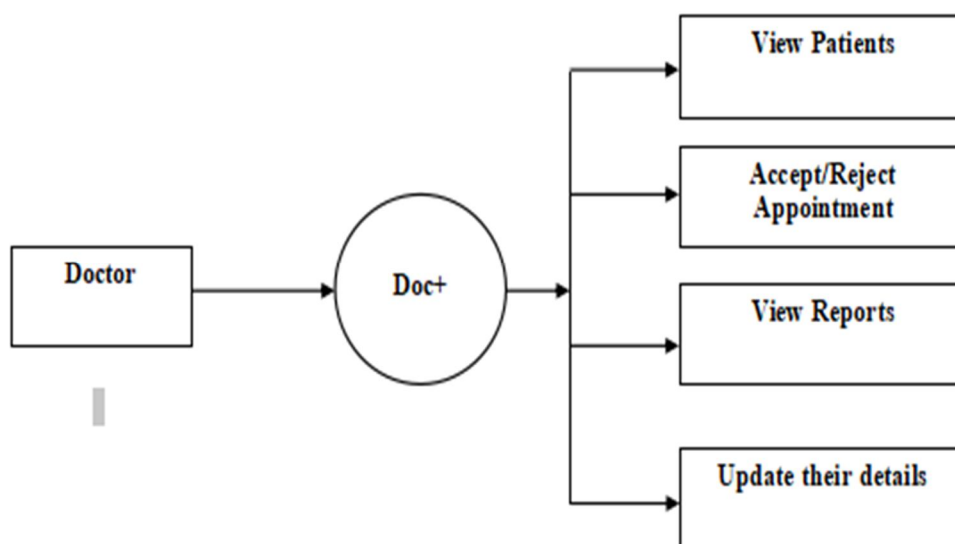 View Patients
Accept/Reject
Appointment
Doctor
Doc+
View Reports
Update their details